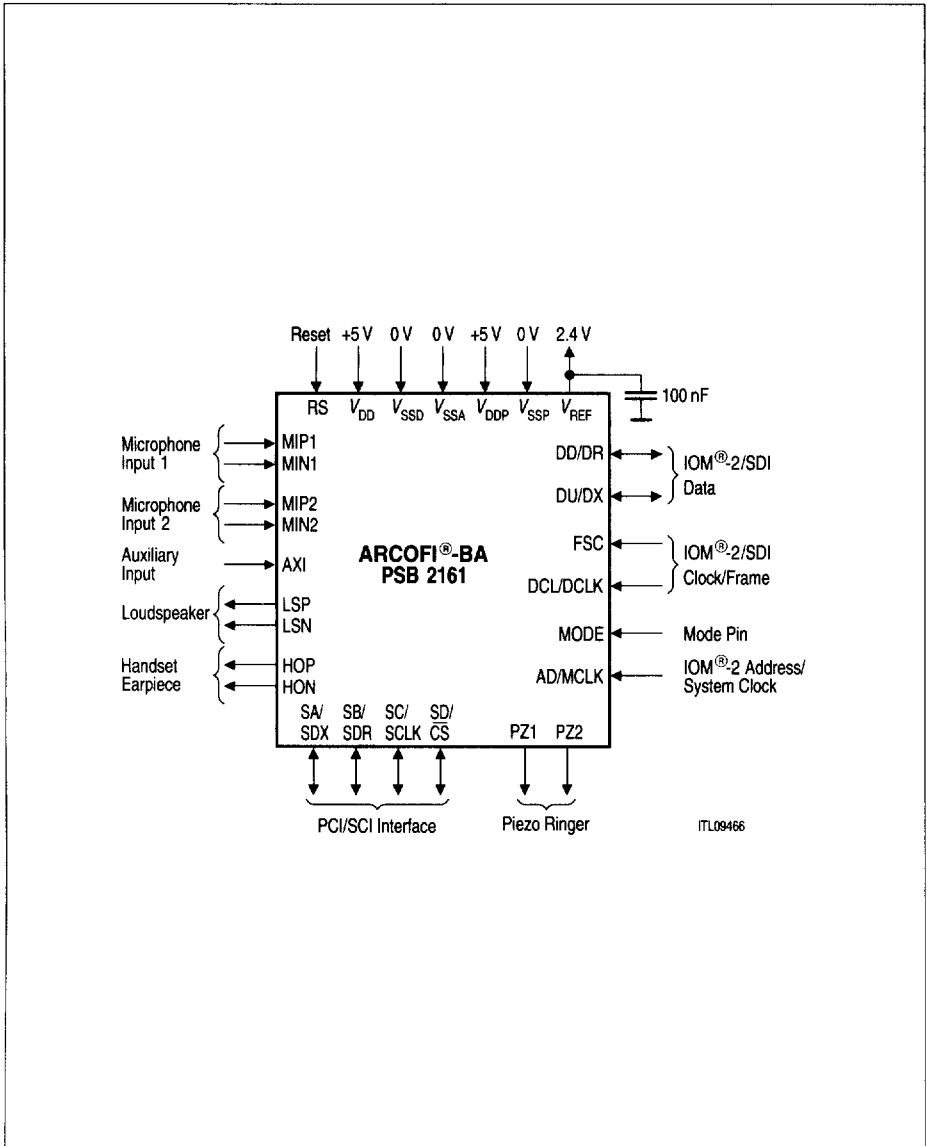 Reset +5 V 0 V 0 V +5 V 0 V 2.4 V
100 nF
RS V_DD V_SSD V_SSA V_DDP V_SSP V_REF
Microphone
Input 1
MIP1
MIN1
Microphone
Input 2
MIP2
MIN2
Auxiliary
Input
AXI
Loudspeaker
LSP
LSN
Handset
Earpiece
HOP
HON
ARCOFI®-BA
PSB 2161
DD/DR
DU/DX
IOM®-2/SDI
Data
FSC
DCL/DCLK
IOM®-2/SDI
Clock/Frame
MODE
Mode Pin
AD/MCLK
IOM®-2 Address/
System Clock
SA/ SB/ SC/ SD/
SDX SDR SCLK C̅S̅
PZ1 PZ2
PCI/SCI Interface
Piezo Ringer
ITL09466